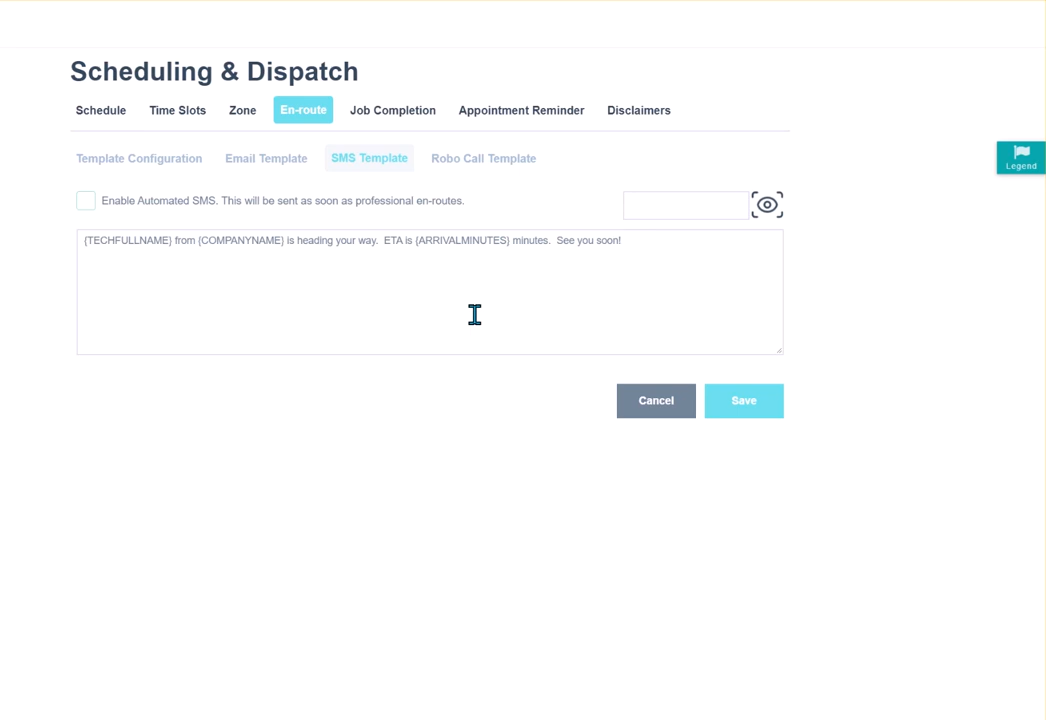 Scheduling & Dispatch
Schedule Time Slots Zone En-route Job Completion Appointment Reminder Disclaimers
Template Configuration Email Template SMS Template Robo Call Template
Legend
Enable Automated SMS. This will be sent as soon as professional en-routes.
{TECHFULLNAME} from {COMPANYNAME} is heading your way.  ETA is {ARRIVALMINUTES} minutes.  See you soon!
Cancel Save